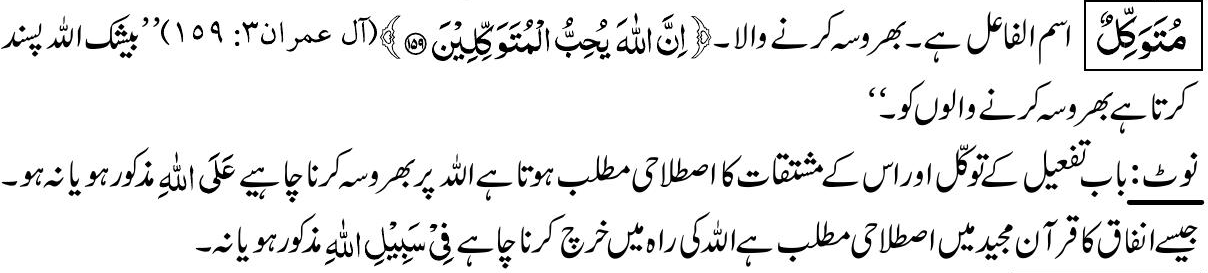 مُتَوَكِّلٌ اسم الفاعل ہے۔ بھروسہ کرنے والا۔ ﴿اِنَّ اللّٰهَ يُحِبُّ الْمُتَوَكِّلِيْنَ ۝۱۵۹﴾ (آل عمران ۳: ۱۵۹) ’’بیشک اللہ پسند
کرتا ہے بھروسہ کرنے والوں کو۔‘‘
نوٹ: باب تفعیل کے توکّل اور اس کے مشتقات کا اصطلاحی مطلب ہوتا ہے اللہ پر بھروسہ کرنا چاہیے عَلَى اللّٰهِ مذکور ہو یا نہ ہو۔
جیسے انفاق کا قرآن مجید میں اصطلاحی مطلب ہے اللہ کی راہ میں خرچ کرنا چاہے فِيْ سَبِيْلِ اللّٰهِ مذکور ہو یا نہ۔